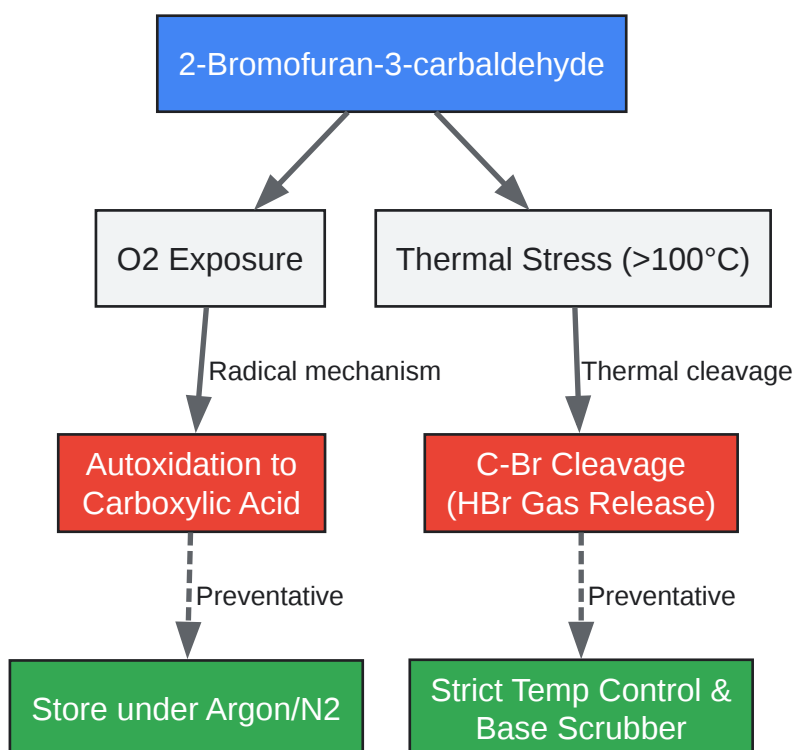 2-Bromofuran-3-carbaldehyde
O2 Exposure
Thermal Stress (>100°C)
Radical mechanism
Thermal cleavage
Autoxidation to
Carboxylic Acid
C-Br Cleavage
(HBr Gas Release)
Preventative
Preventative
Store under Argon/N2
Strict Temp Control &
Base Scrubber